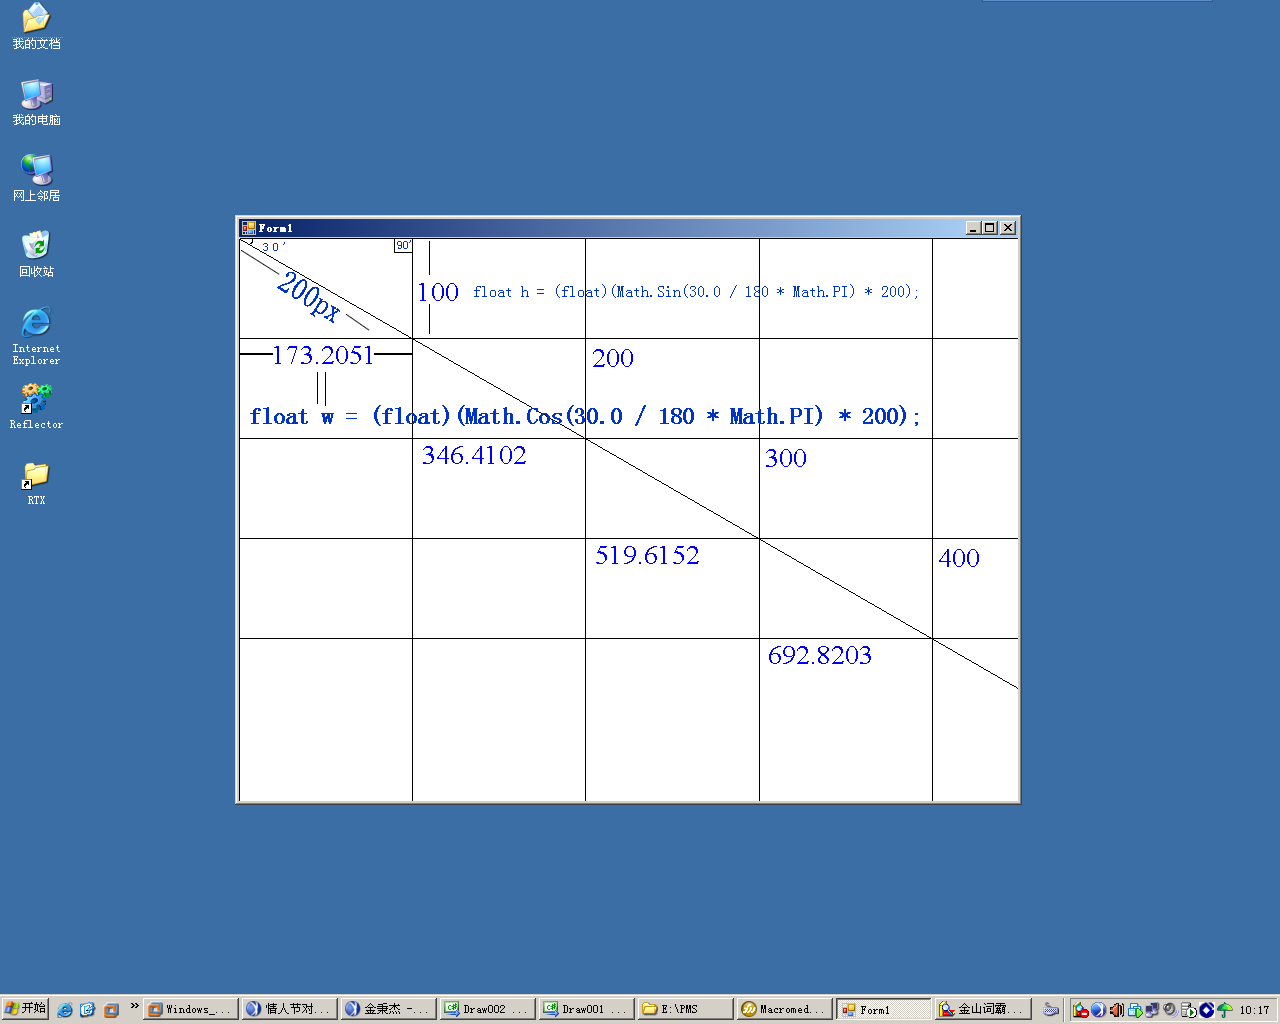 我的文档
我的电脑
网上邻居
回收站
Internet
Explorer
Reflector
RTX
Form1
30'
90'
200px
100
float h = (float)(Math.Sin(30.0 / 180 * Math.PI) * 200);
173.2051
200
float w = (float)(Math.Cos(30.0 / 180 * Math.PI) * 200);
346.4102
300
519.6152
400
692.8203
开始
»
Windows_...
情人节对...
金秉杰 -...
Draw002 ...
Draw001 ...
E:\PMS
Macromed...
Form1
金山词霸...
10:17